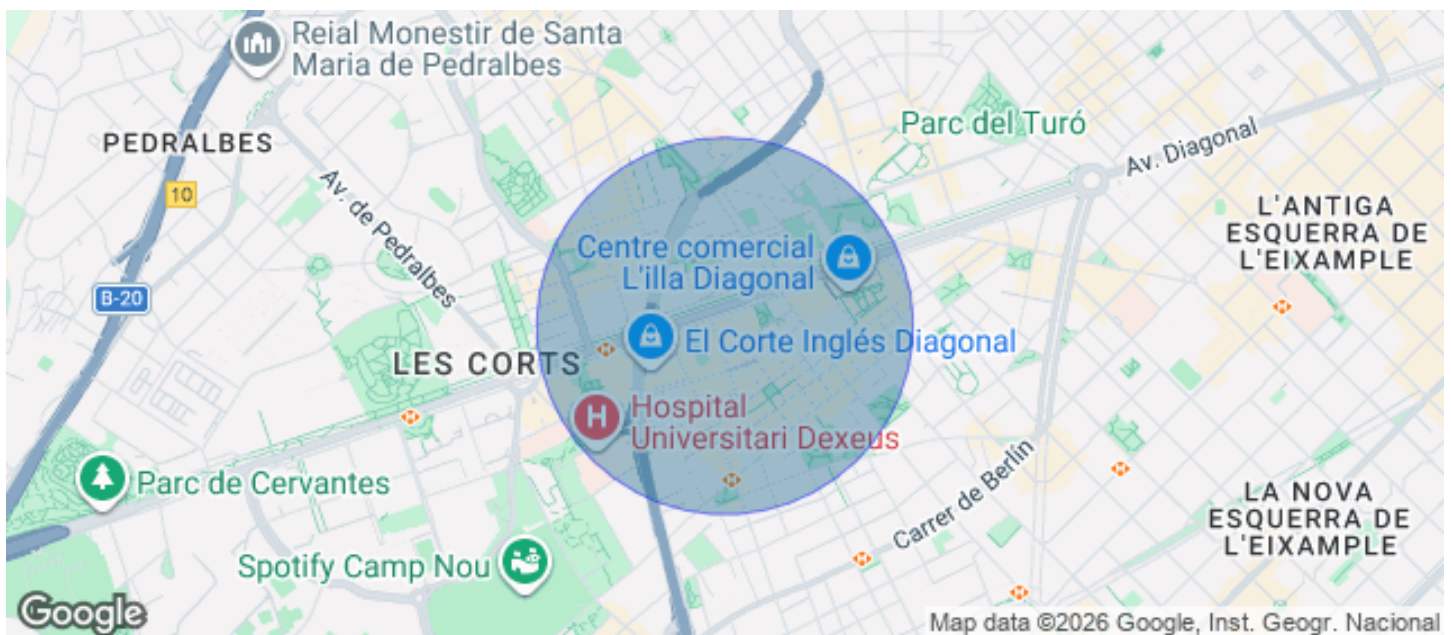 Reial Monestir de Santa
Maria de Pedralbes
PEDRALBES
10
Av. de Pedralbes
B-20
Parc del Turó
Av. Diagonal
L'ANTIGA
ESQUERRA DE
L'EIXAMPLE
Centre comercial
L'illa Diagonal
El Corte Inglés Diagonal
LES CORTS
H
Hospital
Universitari Dexeus
Parc de Cervantes
Carrer de Berlín
LA NOVA
ESQUERRA DE
L'EIXAMPLE
Spotify Camp Nou
Google
Map data ©2026 Google, Inst. Geogr. Nacional